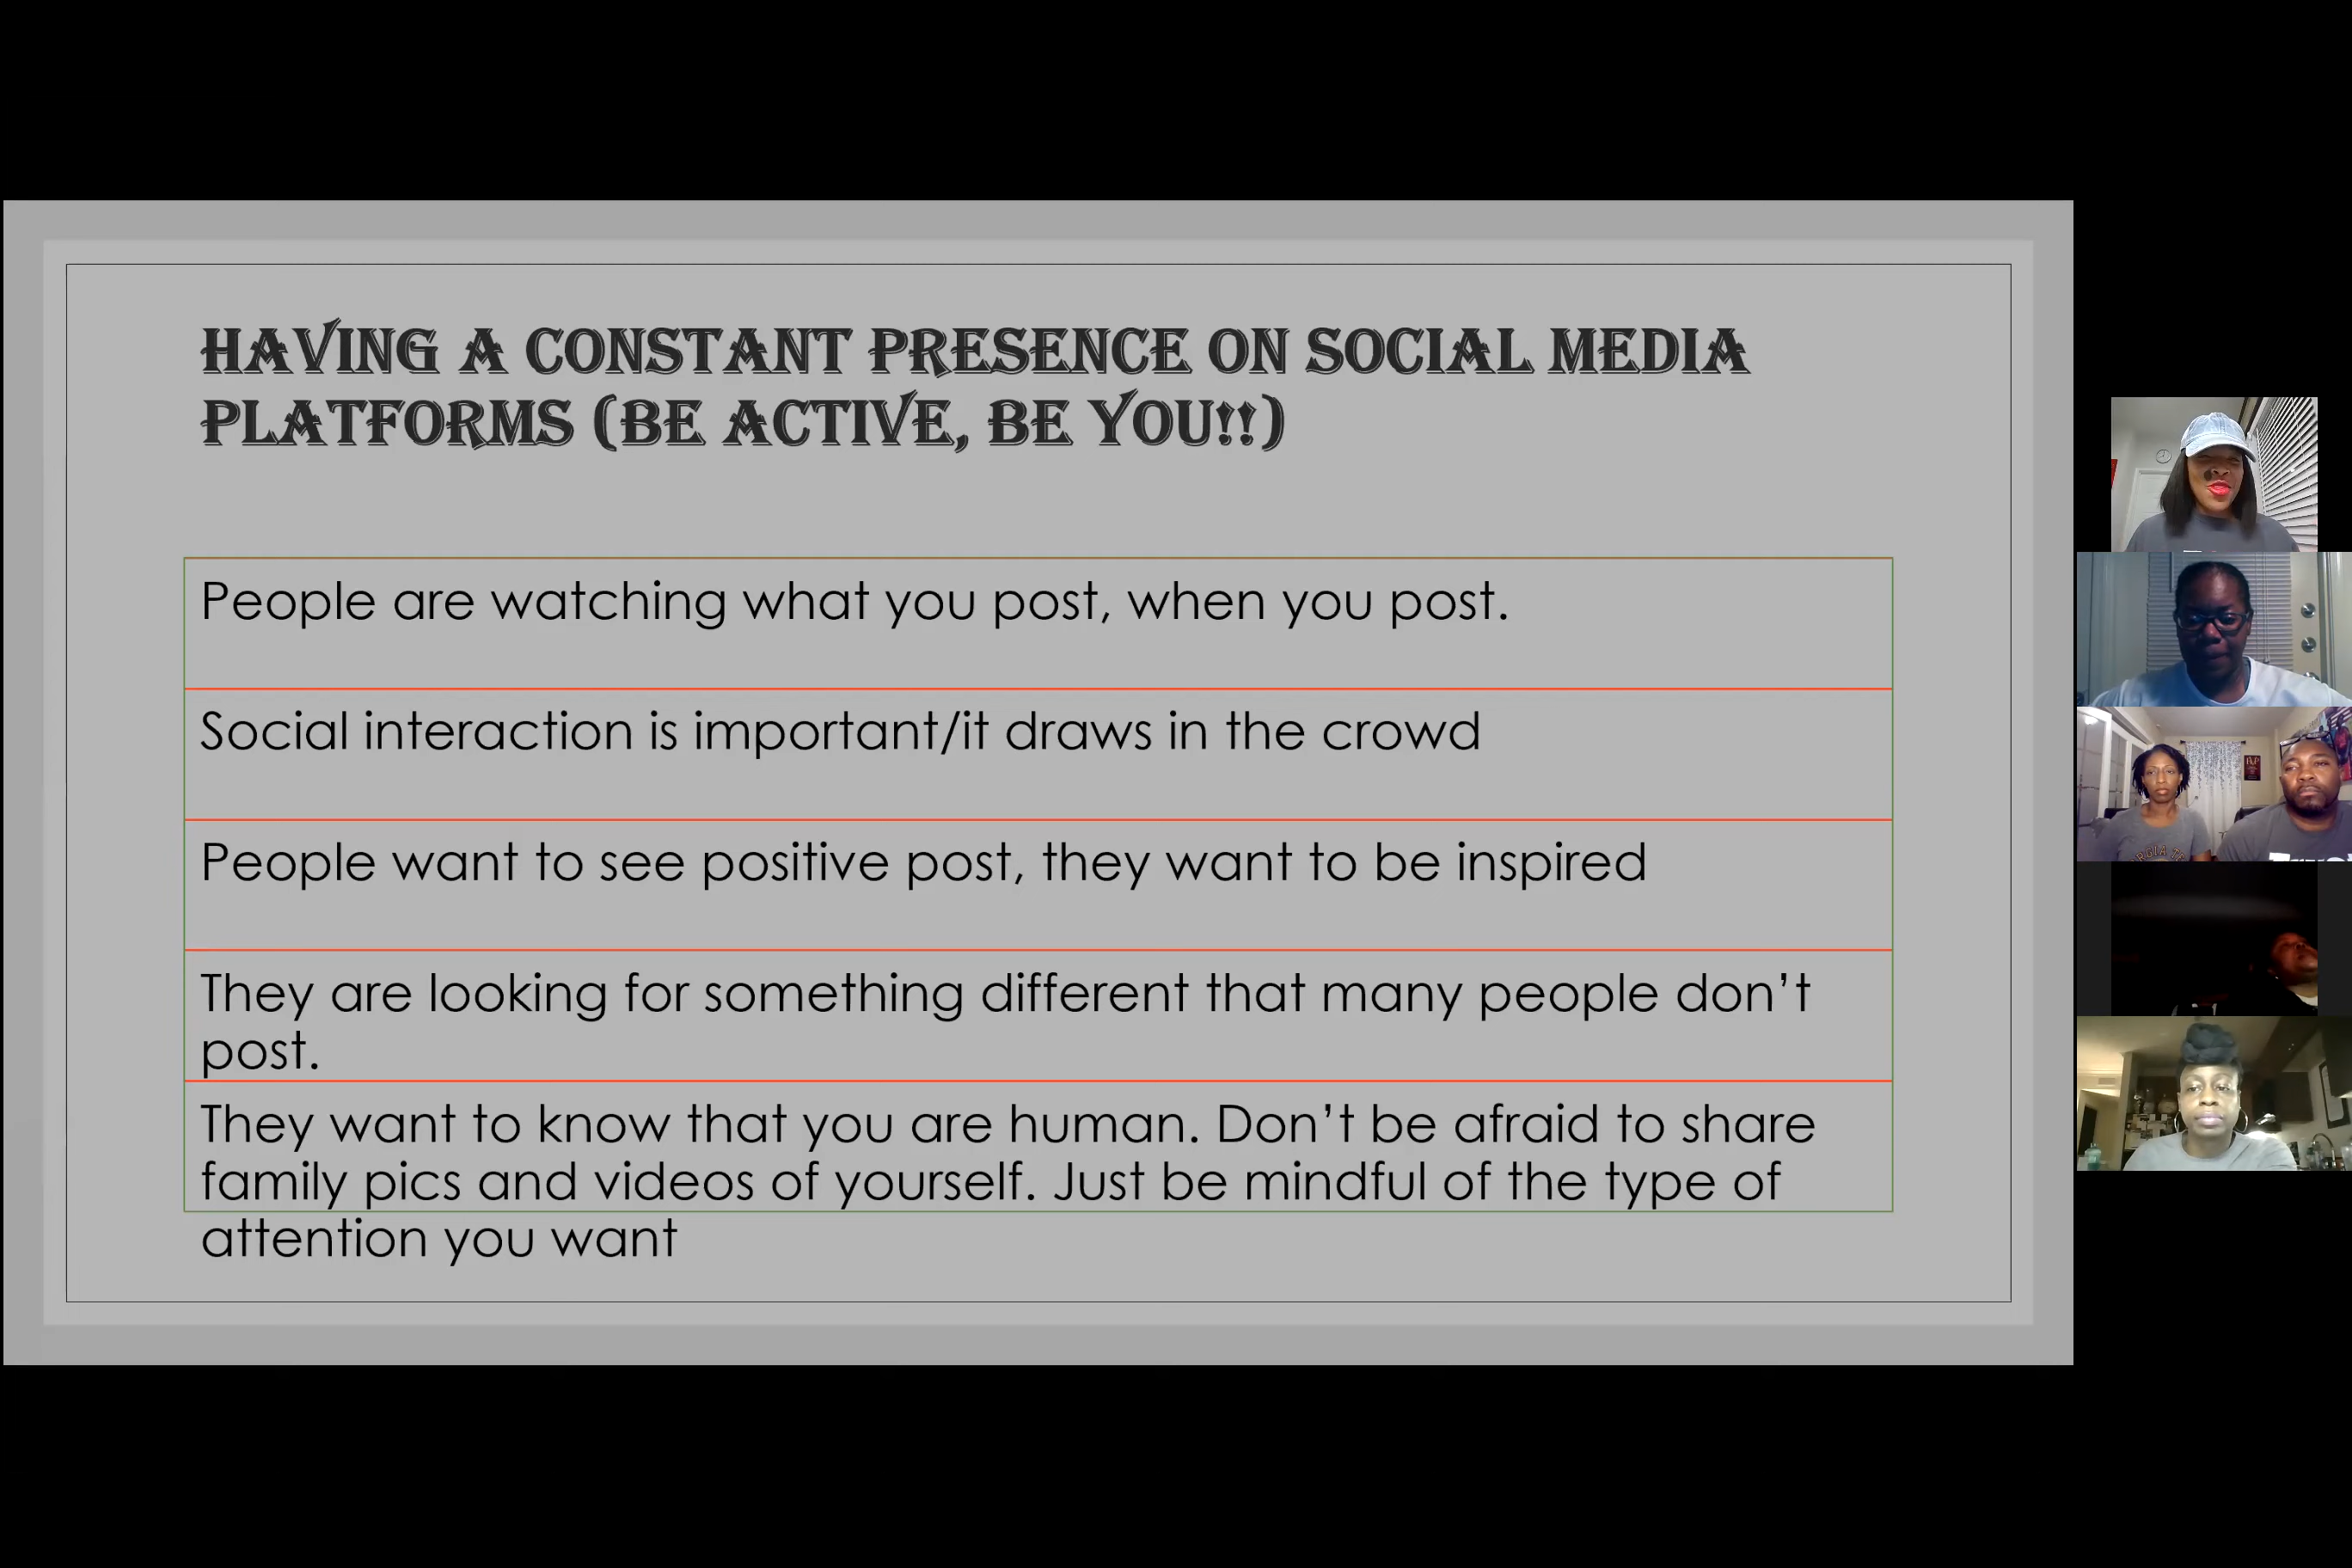 HAVING A CONSTANT PRESENCE ON SOCIAL MEDIA
PLATFORMS (BE ACTIVE, BE YOU!!)
People are watching what you post, when you post.
Social interaction is important/it draws in the crowd
People want to see positive post, they want to be inspired
They are looking for something different that many people don’t
post.
They want to know that you are human. Don’t be afraid to share
family pics and videos of yourself. Just be mindful of the type of
attention you want